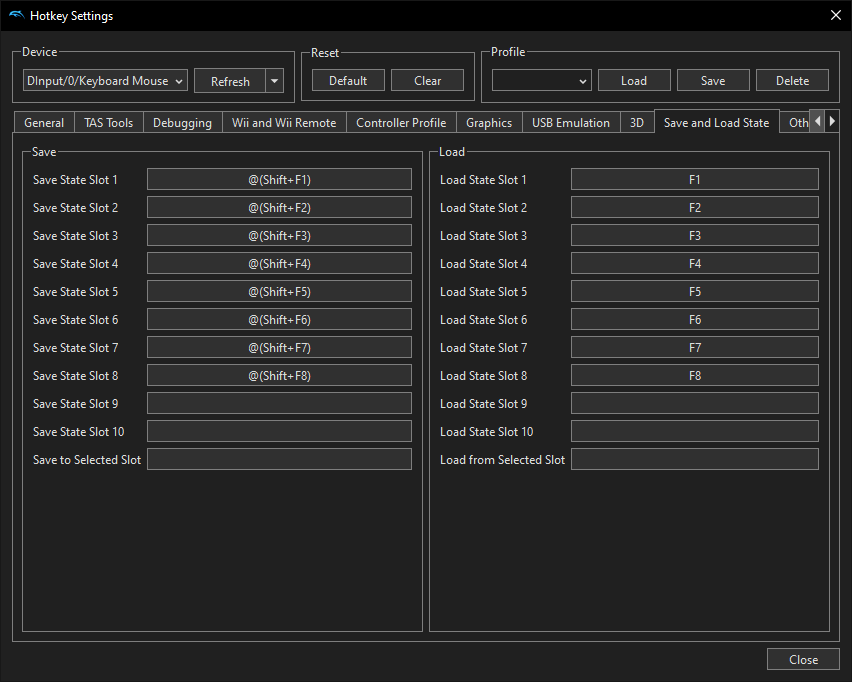 Hotkey Settings
Device
DInput/0/Keyboard Mouse
Refresh
Reset
Default
Clear
Profile
Load
Save
Delete
General
TAS Tools
Debugging
Wii and Wii Remote
Controller Profile
Graphics
USB Emulation
3D
Save and Load State
Oth
Save
Save State Slot 1 @(Shift+F1)
Save State Slot 2 @(Shift+F2)
Save State Slot 3 @(Shift+F3)
Save State Slot 4 @(Shift+F4)
Save State Slot 5 @(Shift+F5)
Save State Slot 6 @(Shift+F6)
Save State Slot 7 @(Shift+F7)
Save State Slot 8 @(Shift+F8)
Save State Slot 9
Save State Slot 10
Save to Selected Slot
Load
Load State Slot 1 F1
Load State Slot 2 F2
Load State Slot 3 F3
Load State Slot 4 F4
Load State Slot 5 F5
Load State Slot 6 F6
Load State Slot 7 F7
Load State Slot 8 F8
Load State Slot 9
Load State Slot 10
Load from Selected Slot
Close